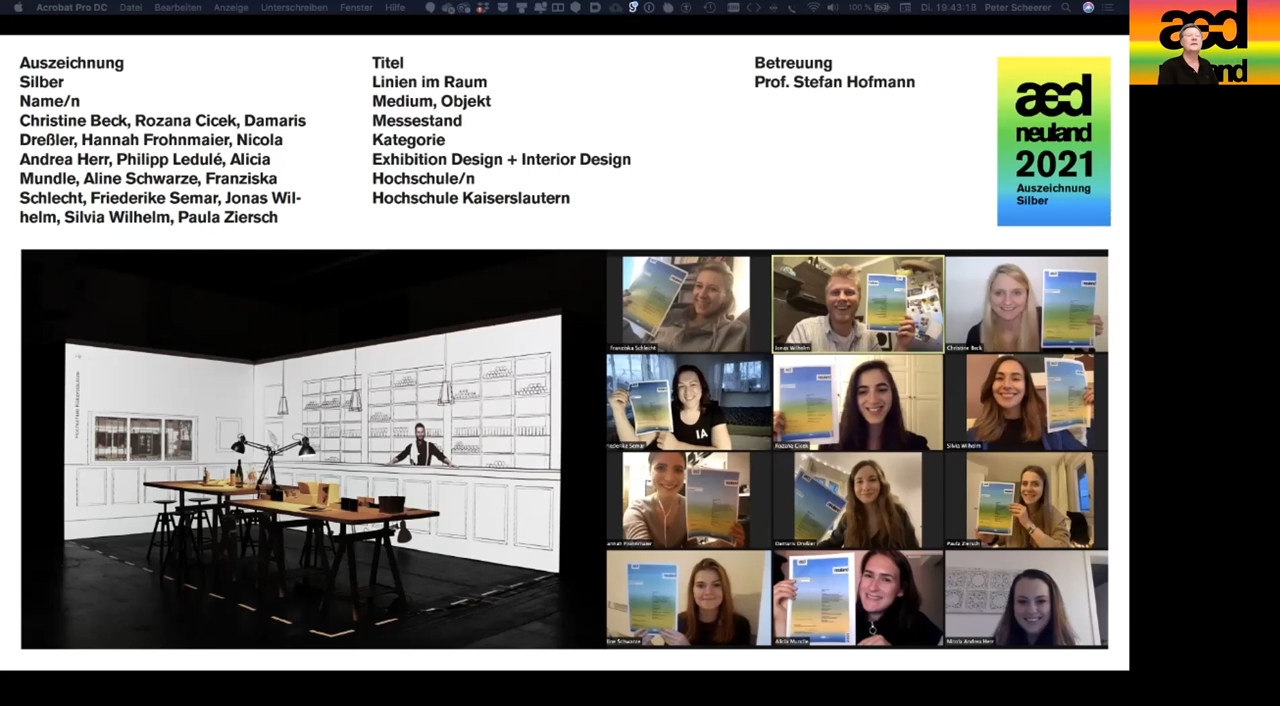 Acrobat Pro DC Datei Bearbeiten Anzeige Unterschreiben Fenster Hilfe
100 % Di. 19:43:18 Peter Scheerer
Auszeichnung
Silber
Name/n
Christine Beck, Rozana Cicek, Damaris
Dreßler, Hannah Frohnmaier, Nicola
Andrea Herr, Philipp Ledulé, Alicia
Mundle, Aline Schwarze, Franziska
Schlecht, Friederike Semar, Jonas Wil-
helm, Silvia Wilhelm, Paula Ziersch
Titel
Linien im Raum
Medium, Objekt
Messestand
Kategorie
Exhibition Design + Interior Design
Hochschule/n
Hochschule Kaiserslautern
Betreuung
Prof. Stefan Hofmann
aed
neuland
2021
Auszeichnung
Silber
aed
nd
Franziska Schlecht
Jonas Wilhelm
Christine Beck
IA
Rozana Cicek
Silvia Wilhelm
Damaris Dreßler
Paula Ziersch
Alicia Mundle
Nicola Andrea Herr